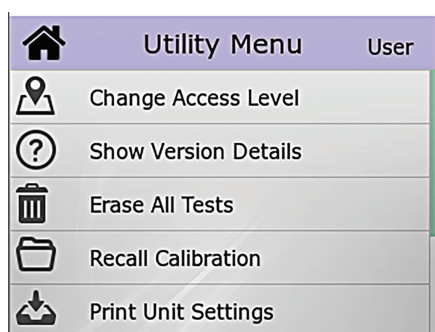 Utility Menu User
Change Access Level
Show Version Details
Erase All Tests
Recall Calibration
Print Unit Settings